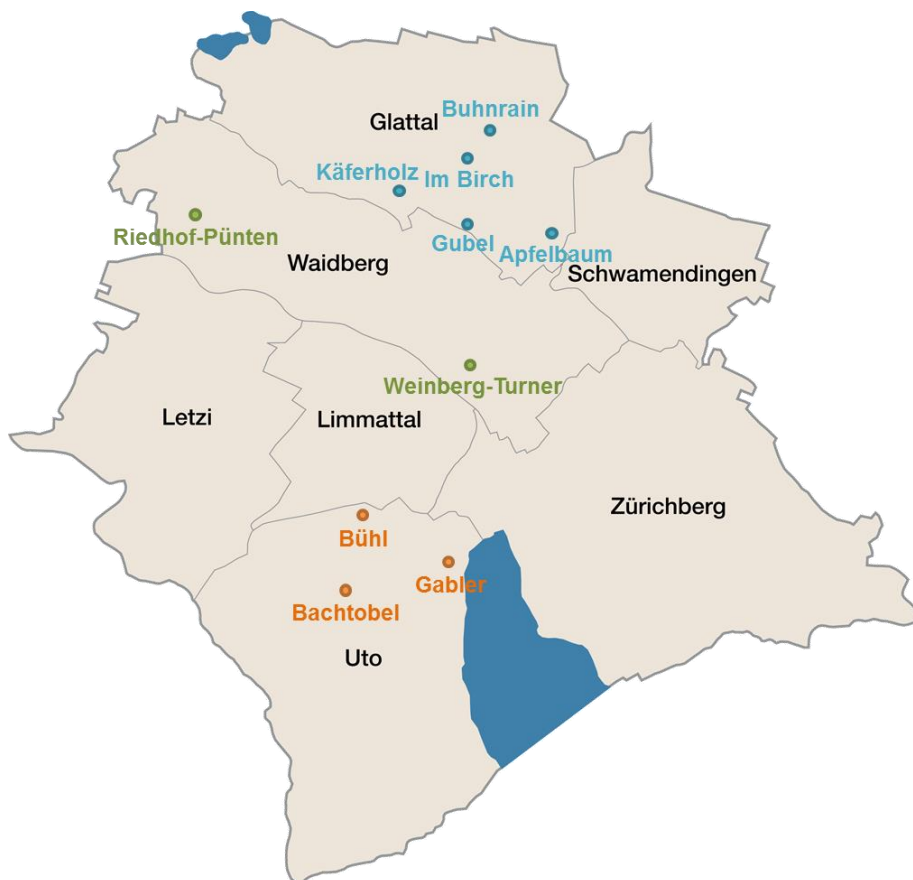 Buhnrain
Glattal
Käferholz
Im Birch
Riedhof-Pünten
Gubel
Apfelbaum
Waidberg
Schwamendingen
Weinberg-Turner
Letzi
Limmattal
Zürichberg
Bühl
Gabler
Bachtobel
Uto